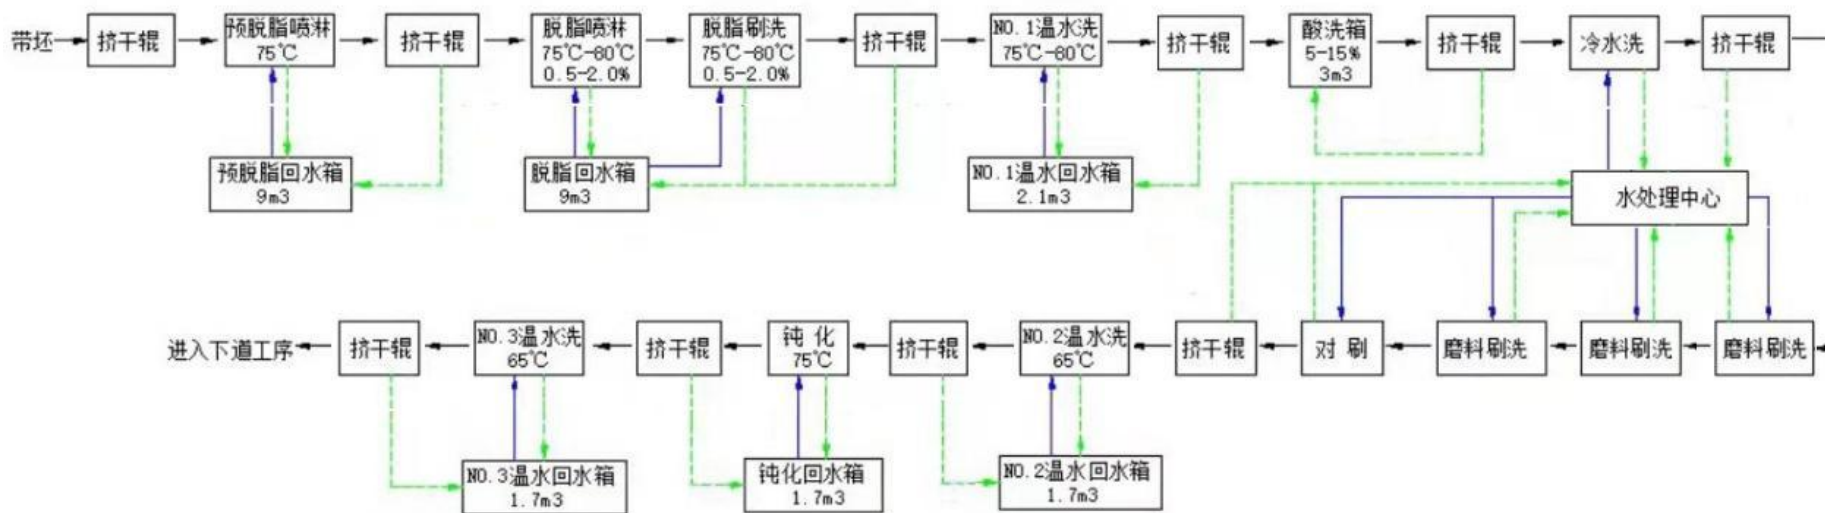 带坯
挤干辊
预脱脂喷淋
75℃
挤干辊
脱脂喷淋
75℃-80℃
0.5-2.0%
脱脂刷洗
75℃-80℃
0.5-2.0%
挤干辊
NO.1温水洗
75℃-80℃
挤干辊
酸洗箱
5-15%
3m3
挤干辊
冷水洗
挤干辊
预脱脂回水箱
9m3
脱脂回水箱
9m3
NO.1温水回水箱
2.1m3
水处理中心
进入下道工序
挤干辊
NO.3温水洗
65℃
挤干辊
钝化
75℃
挤干辊
NO.2温水洗
65℃
挤干辊
对刷
磨料刷洗
磨料刷洗
磨料刷洗
NO.3温水回水箱
1.7m3
钝化回水箱
1.7m3
NO.2温水回水箱
1.7m3